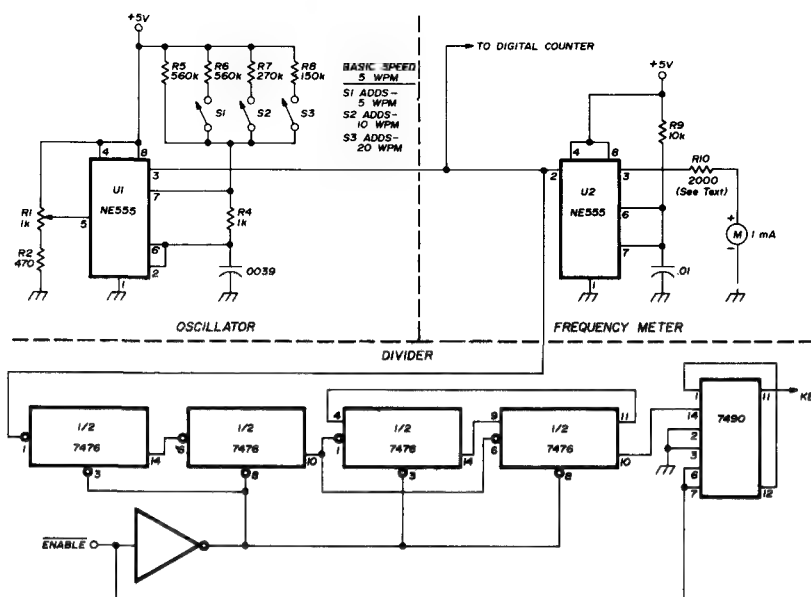 +5V
R5
560k
R6
560k
R7
270k
R8
150k
S1
S2
S3
BASIC SPEED
5 WPM
S1 ADDS-
5 WPM
S2 ADDS-
10 WPM
S3 ADDS-
20 WPM
TO DIGITAL COUNTER
+5V
R9
10k
R10
2000
(See Text)
M
+
-
1 mA
4
8
3
7
U1
NE555
5
6
2
1
R1
1k
R2
470
R4
1k
.0039
4
8
2
3
U2
NE555
6
7
1
.01
OSCILLATOR
FREQUENCY METER
DIVIDER
1/2
7476
1
14
3
1/2
7476
6
10
8
1/2
7476
4
1
14
3
1/2
7476
9
6
11
10
8
7490
1
14
2
3
6
7
11
12
KE
ENABLE